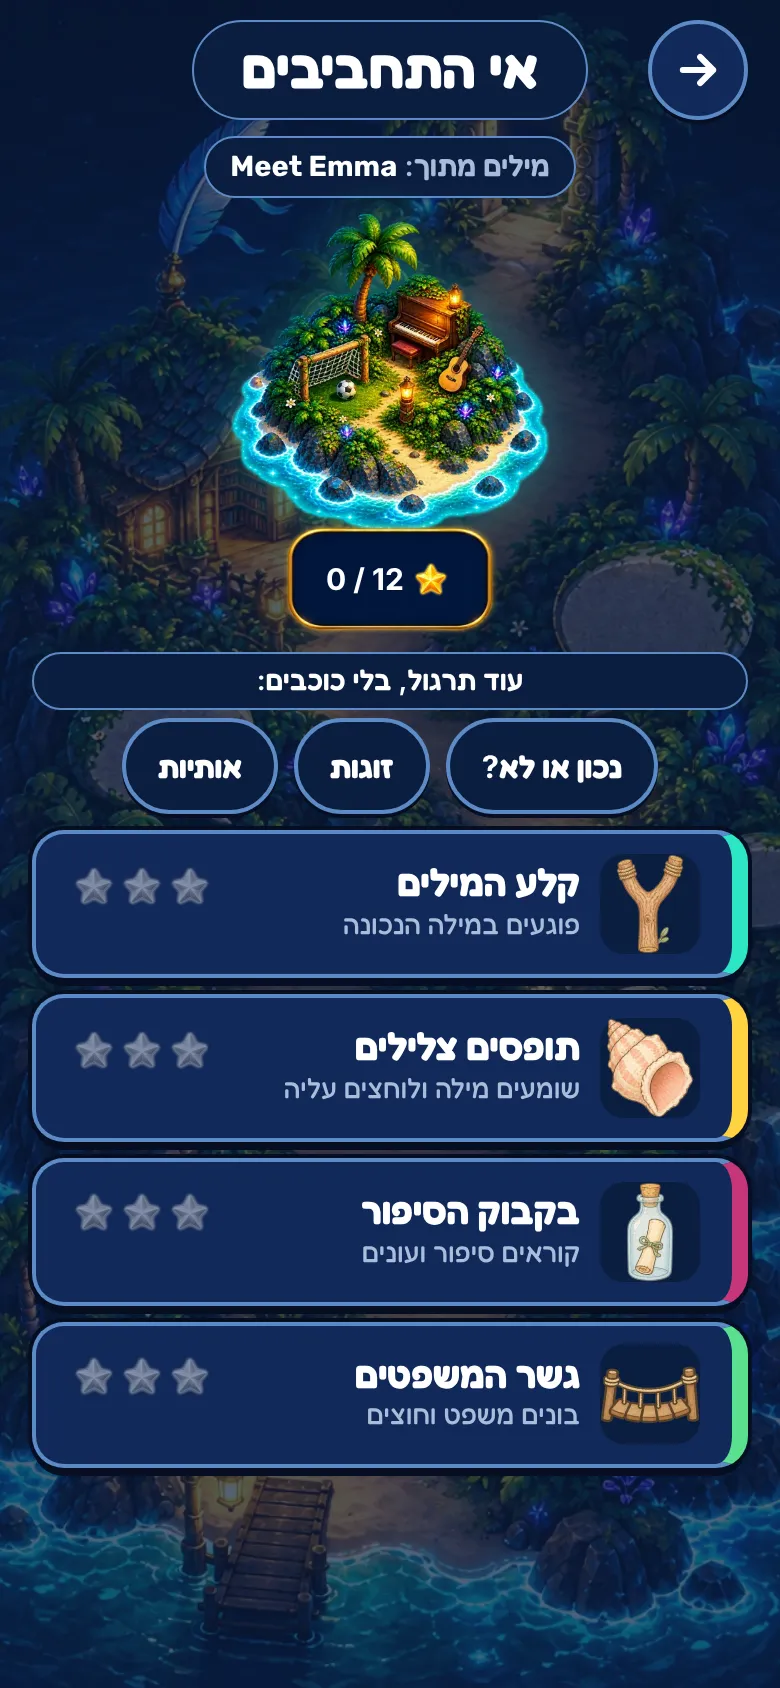 אי התחביבים
מילים מתוך: Meet Emma
0 / 12
עוד תרגול, בלי כוכבים:
נכון או לא?
זוגות
אותיות
קלע המילים
פוגעים במילה הנכונה
תופסים צלילים
שומעים מילה ולוחצים עליה
בקבוק הסיפור
קוראים סיפור ועונים
גשר המשפטים
בונים משפט וחוצים